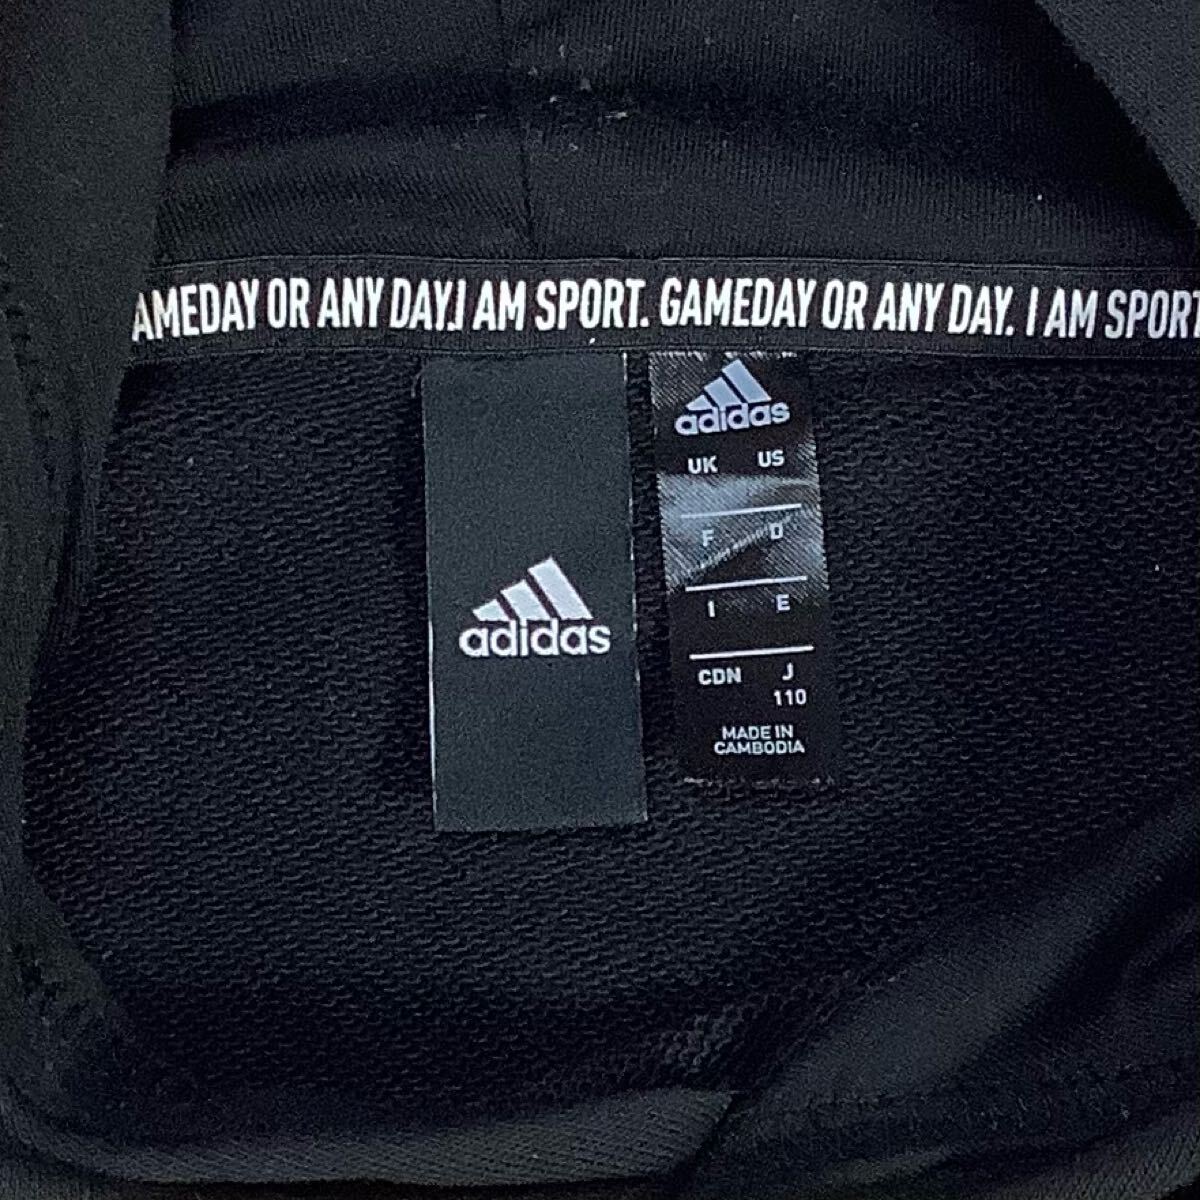 AMEDAY OR ANY DAY.I AM SPORT. GAMEDAY OR ANY DAY. I AM SPORT
adidas
adidas
UK US
F D
I E
CDN J
110
MADE IN
CAMBODIA